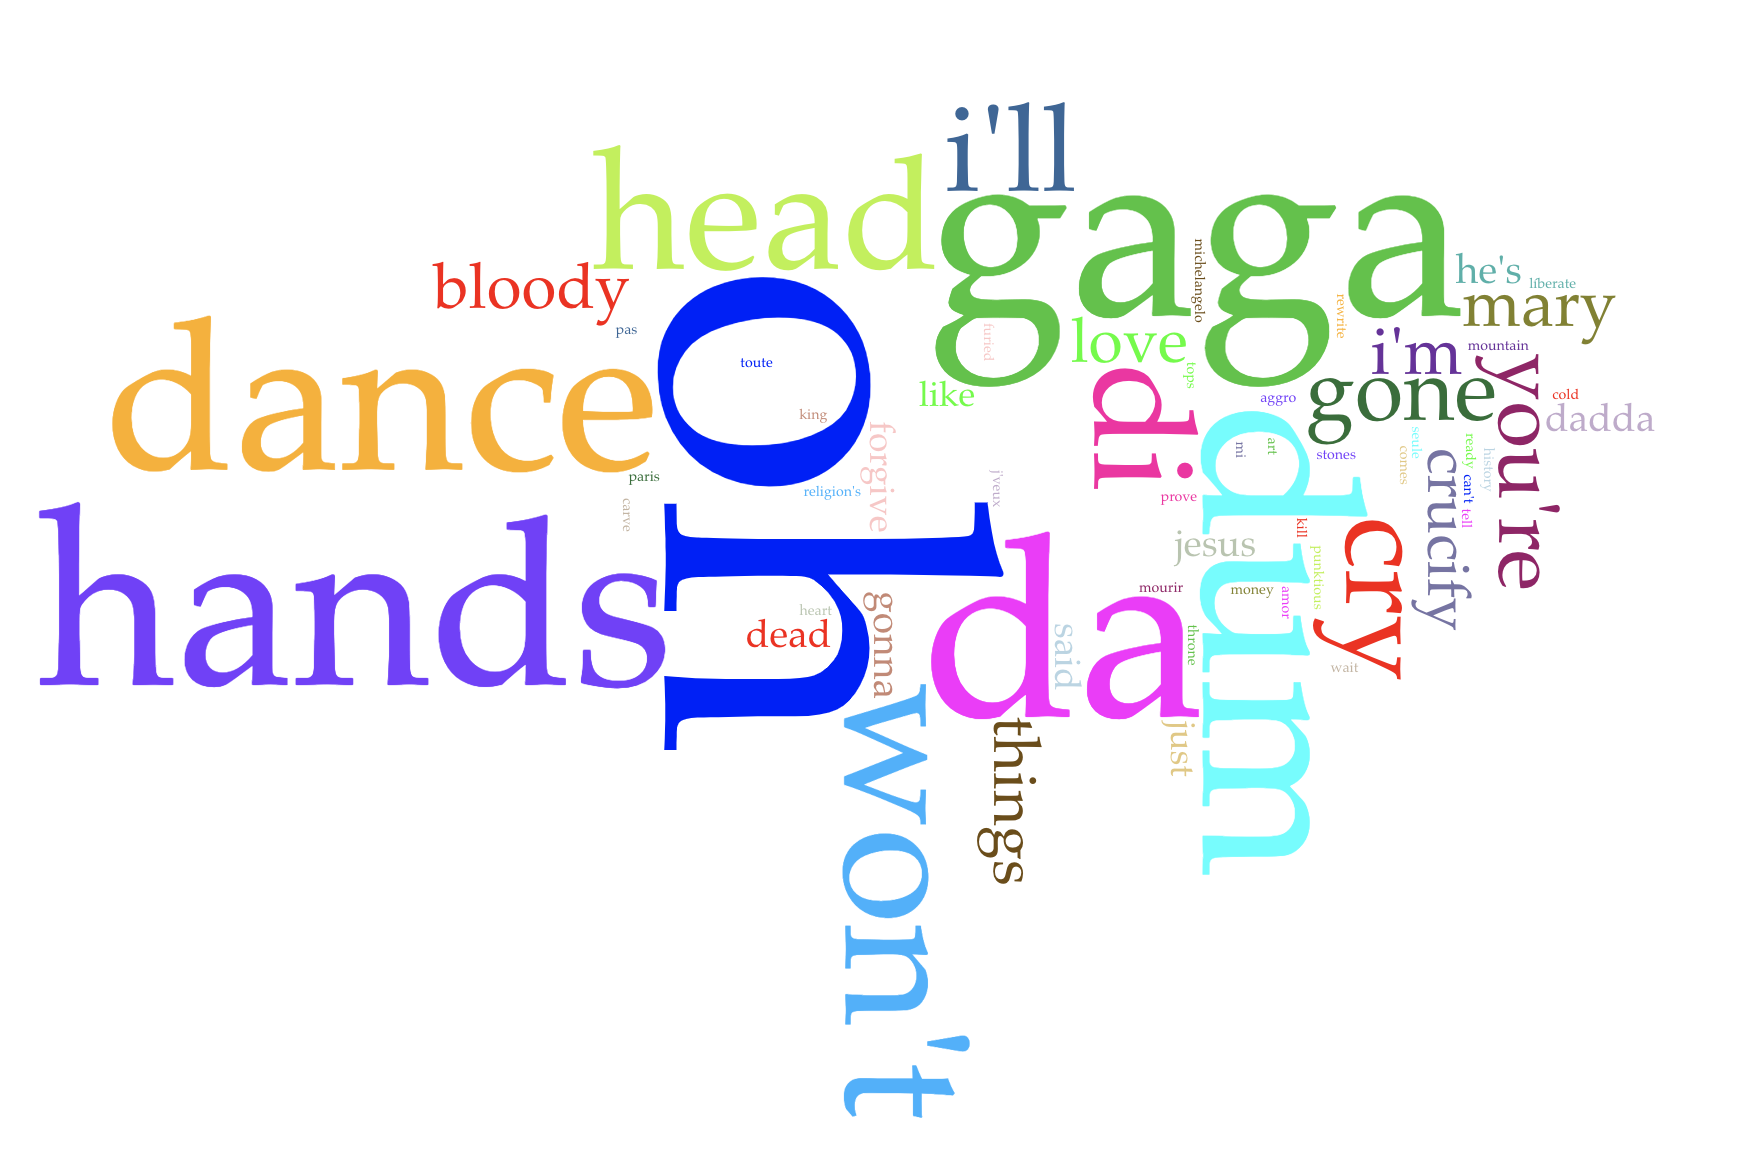 i'll
head
gaga
michelangelo
bloody
he's
liberate
mary
rewrite
pas
furied
love
i'm
mountain
you're
dance
toute
tops
di
like
aggro
gone
cold
dadda
king
oh
forgive
dum
mi
art
stones
seule
comes
ready
history
crucify
paris
religion's
j'veux
prove
can't
tell
carve
hands
kill
cry
jesus
punktious
da
mourir
money
amor
heart
dead
gonna
said
throne
wait
won't
things
just